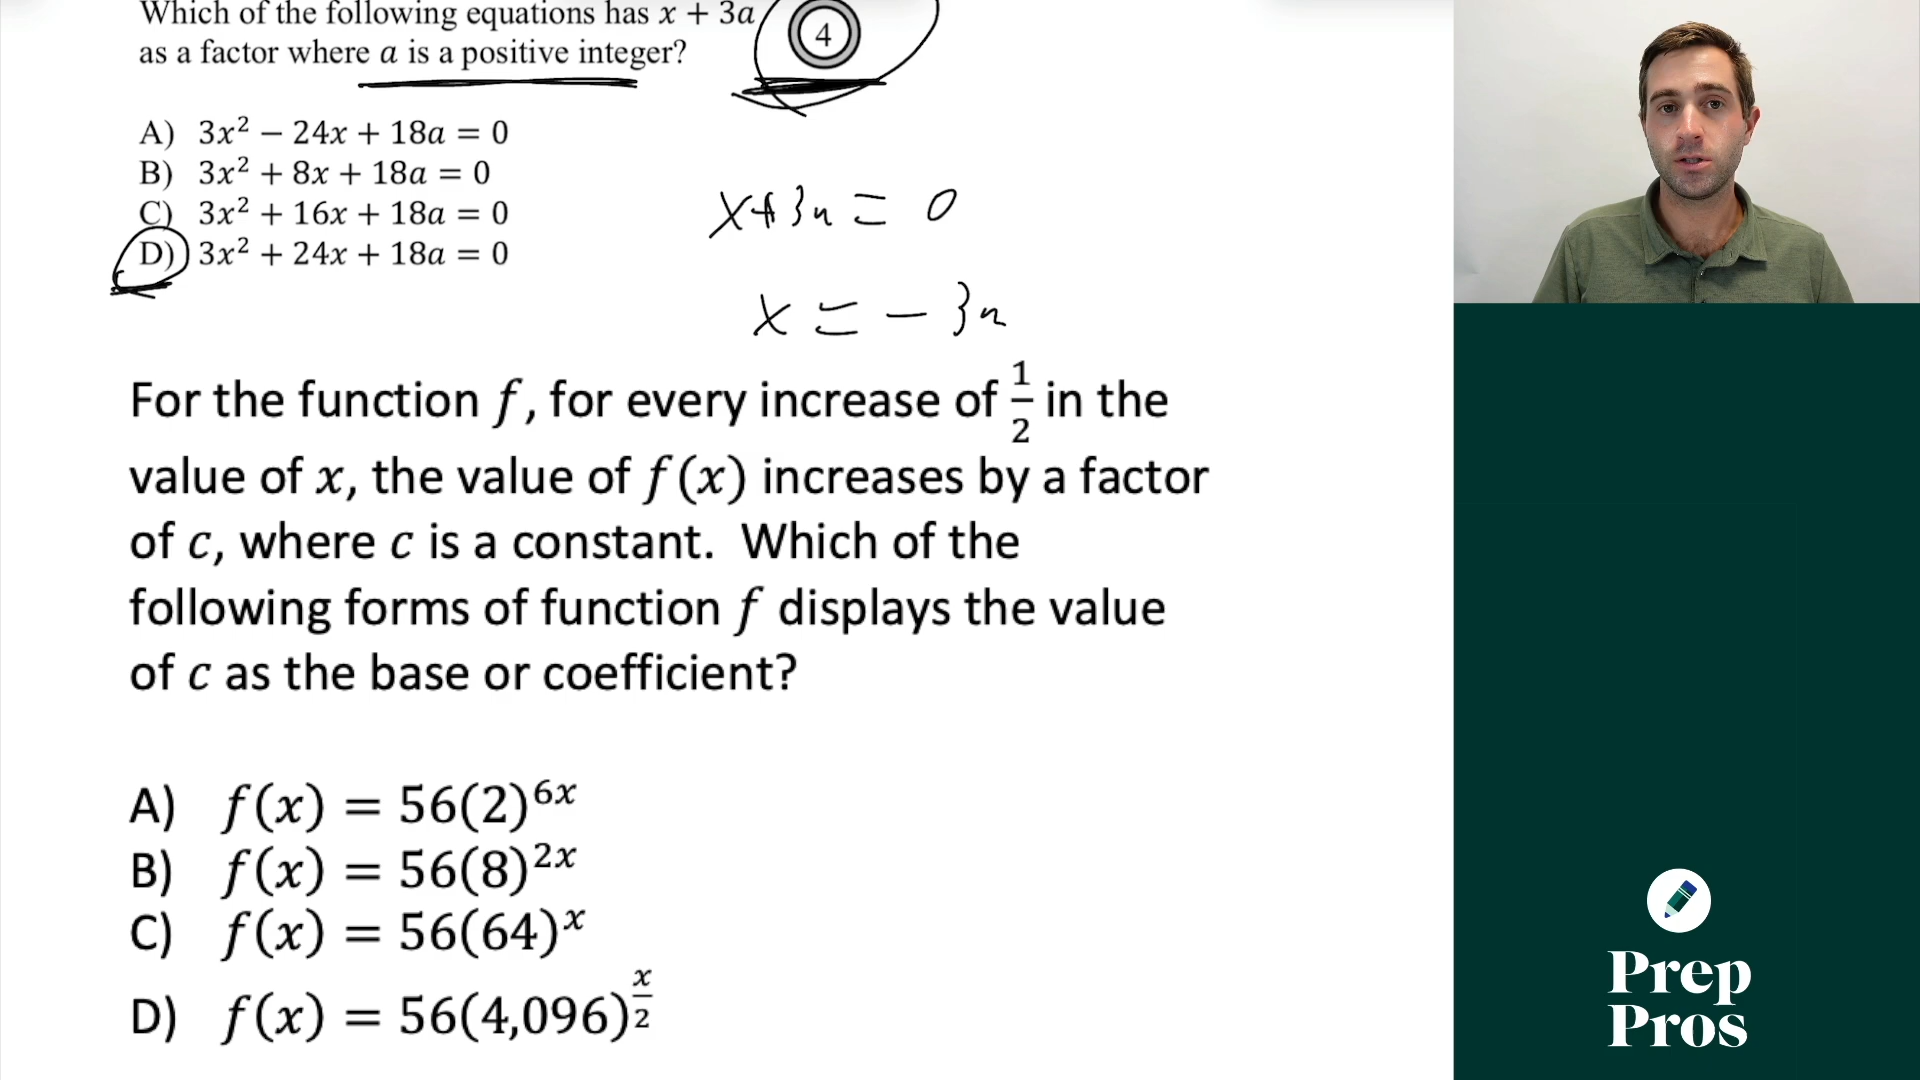 Which of the following equations has x + 3a
as a factor where a is a positive integer?
4
A) 3x² − 24x + 18a = 0
B) 3x² + 8x + 18a = 0
C) 3x² + 16x + 18a = 0
D) 3x² + 24x + 18a = 0
x+3a = 0
x = − 3a
For the function f, for every increase of 1/2 in the
value of x, the value of f(x) increases by a factor
of c, where c is a constant. Which of the
following forms of function f displays the value
of c as the base or coefficient?
A) f(x) = 56(2)^6x
B) f(x) = 56(8)^2x
C) f(x) = 56(64)^x
D) f(x) = 56(4,096)^x/2
Prep
Pros